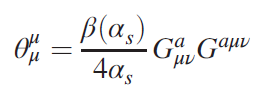 θ^μ_μ = β(α_s)/4α_s G^a_{μν} G^{aμν}